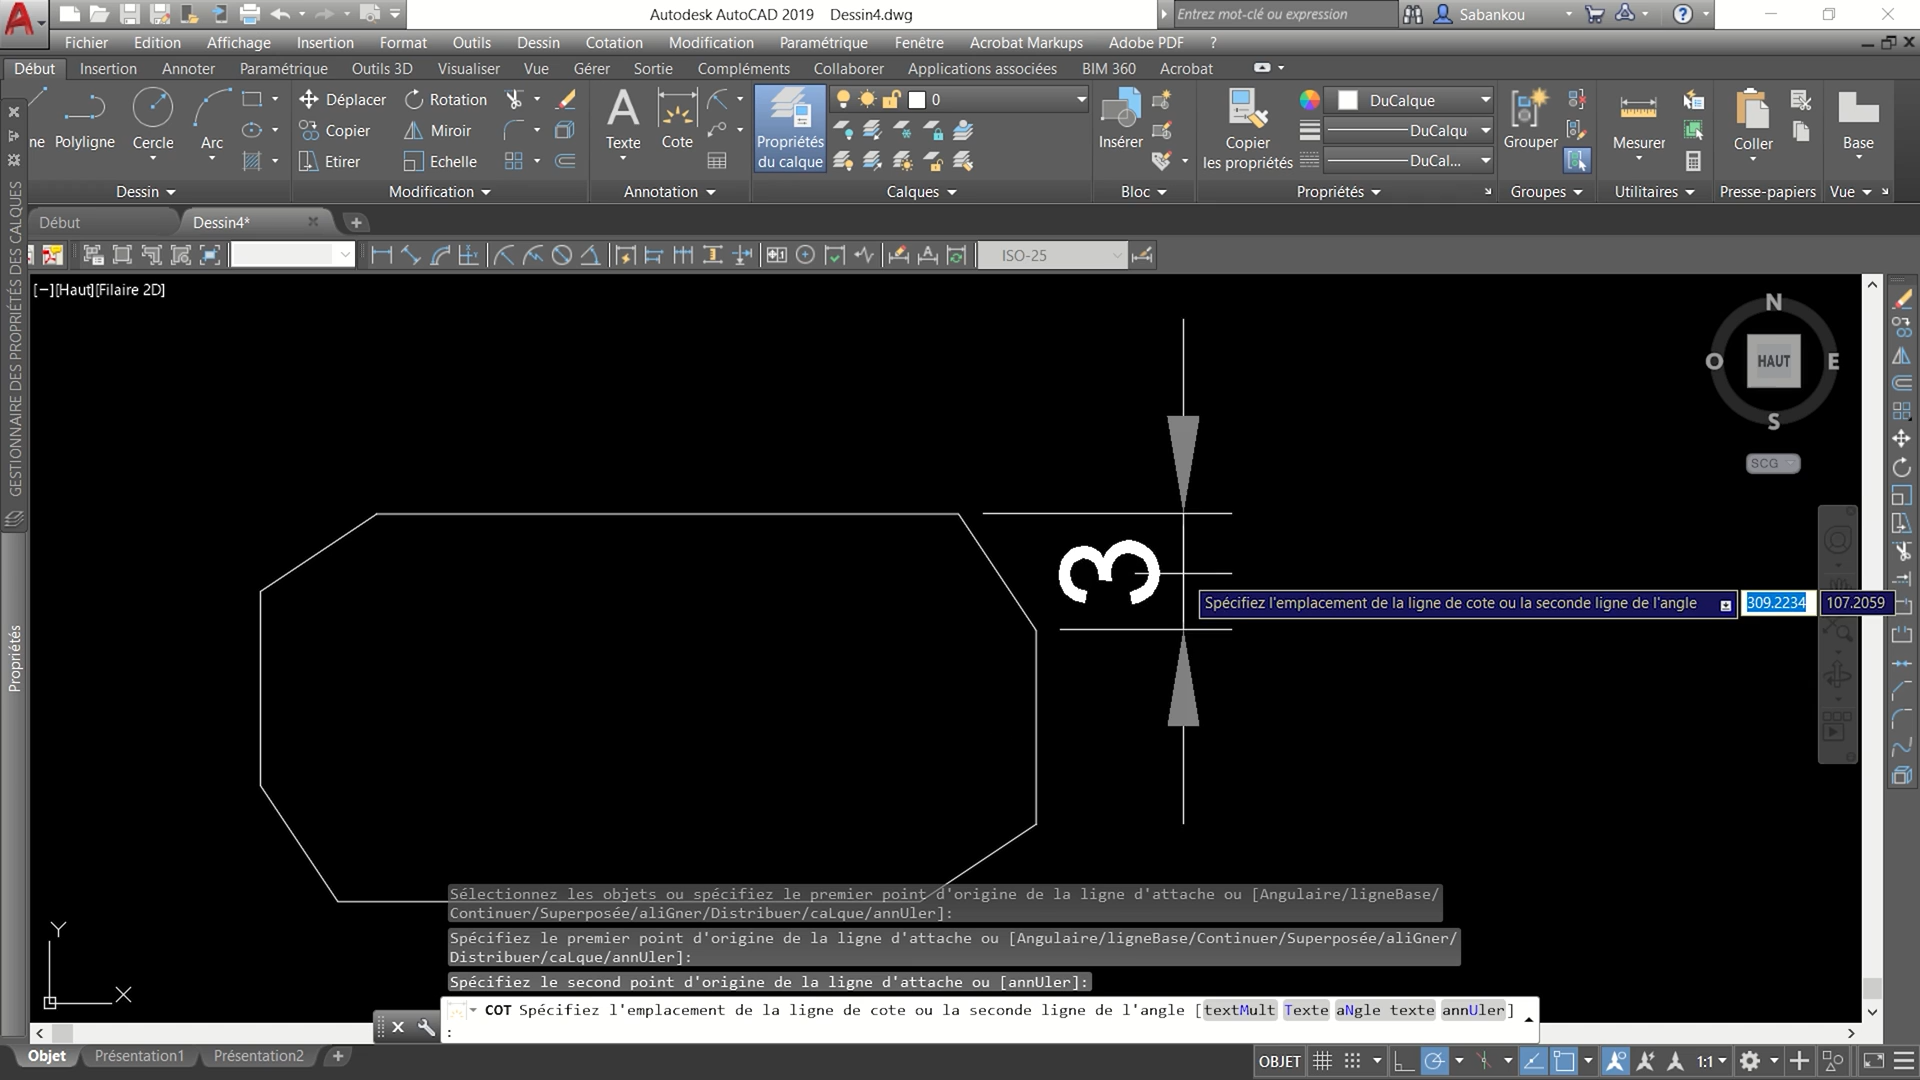 Autodesk AutoCAD 2019 Dessin4.dwg
Entrez mot-clé ou expression
Sabankou
Fichier Edition Affichage Insertion Format Outils Dessin Cotation Modification Paramétrique Fenêtre Acrobat Markups Adobe PDF ?
Début Insertion Annoter Paramétrique Outils 3D Visualiser Vue Gérer Sortie Compléments Collaborer Applications associées BIM 360 Acrobat
Déplacer Rotation 0 DuCalque
ne Polyligne Cercle Arc Copier Miroir Texte Cote Propriétés du calque Insérer Copier les propriétés DuCalqu Grouper Mesurer Coller Base
Etirer Echelle DuCal...
Dessin Modification Annotation Calques Bloc Propriétés Groupes Utilitaires Presse-papiers Vue
Début Dessin4*
ISO-25
[−][Haut][Filaire 2D]
GESTIONNAIRE DES PROPRIÉTÉS DES CALQUES
Propriétés
N
O HAUT E
S
SCG
3
Spécifiez l'emplacement de la ligne de cote ou la seconde ligne de l'angle 309.2234 107.2059
Y
X
Sélectionnez les objets ou spécifiez le premier point d'origine de la ligne d'attache ou [Angulaire/ligneBase/
Continuer/Superposée/aliGner/Distribuer/caLque/annUler]:
Spécifiez le premier point d'origine de la ligne d'attache ou [Angulaire/ligneBase/Continuer/Superposée/aliGner/
Distribuer/caLque/annUler]:
Spécifiez le second point d'origine de la ligne d'attache ou [annUler]:
COT Spécifiez l'emplacement de la ligne de cote ou la seconde ligne de l'angle [textMult Texte aNgle texte annUler]
:
Objet Présentation1 Présentation2 +
OBJET 1:1